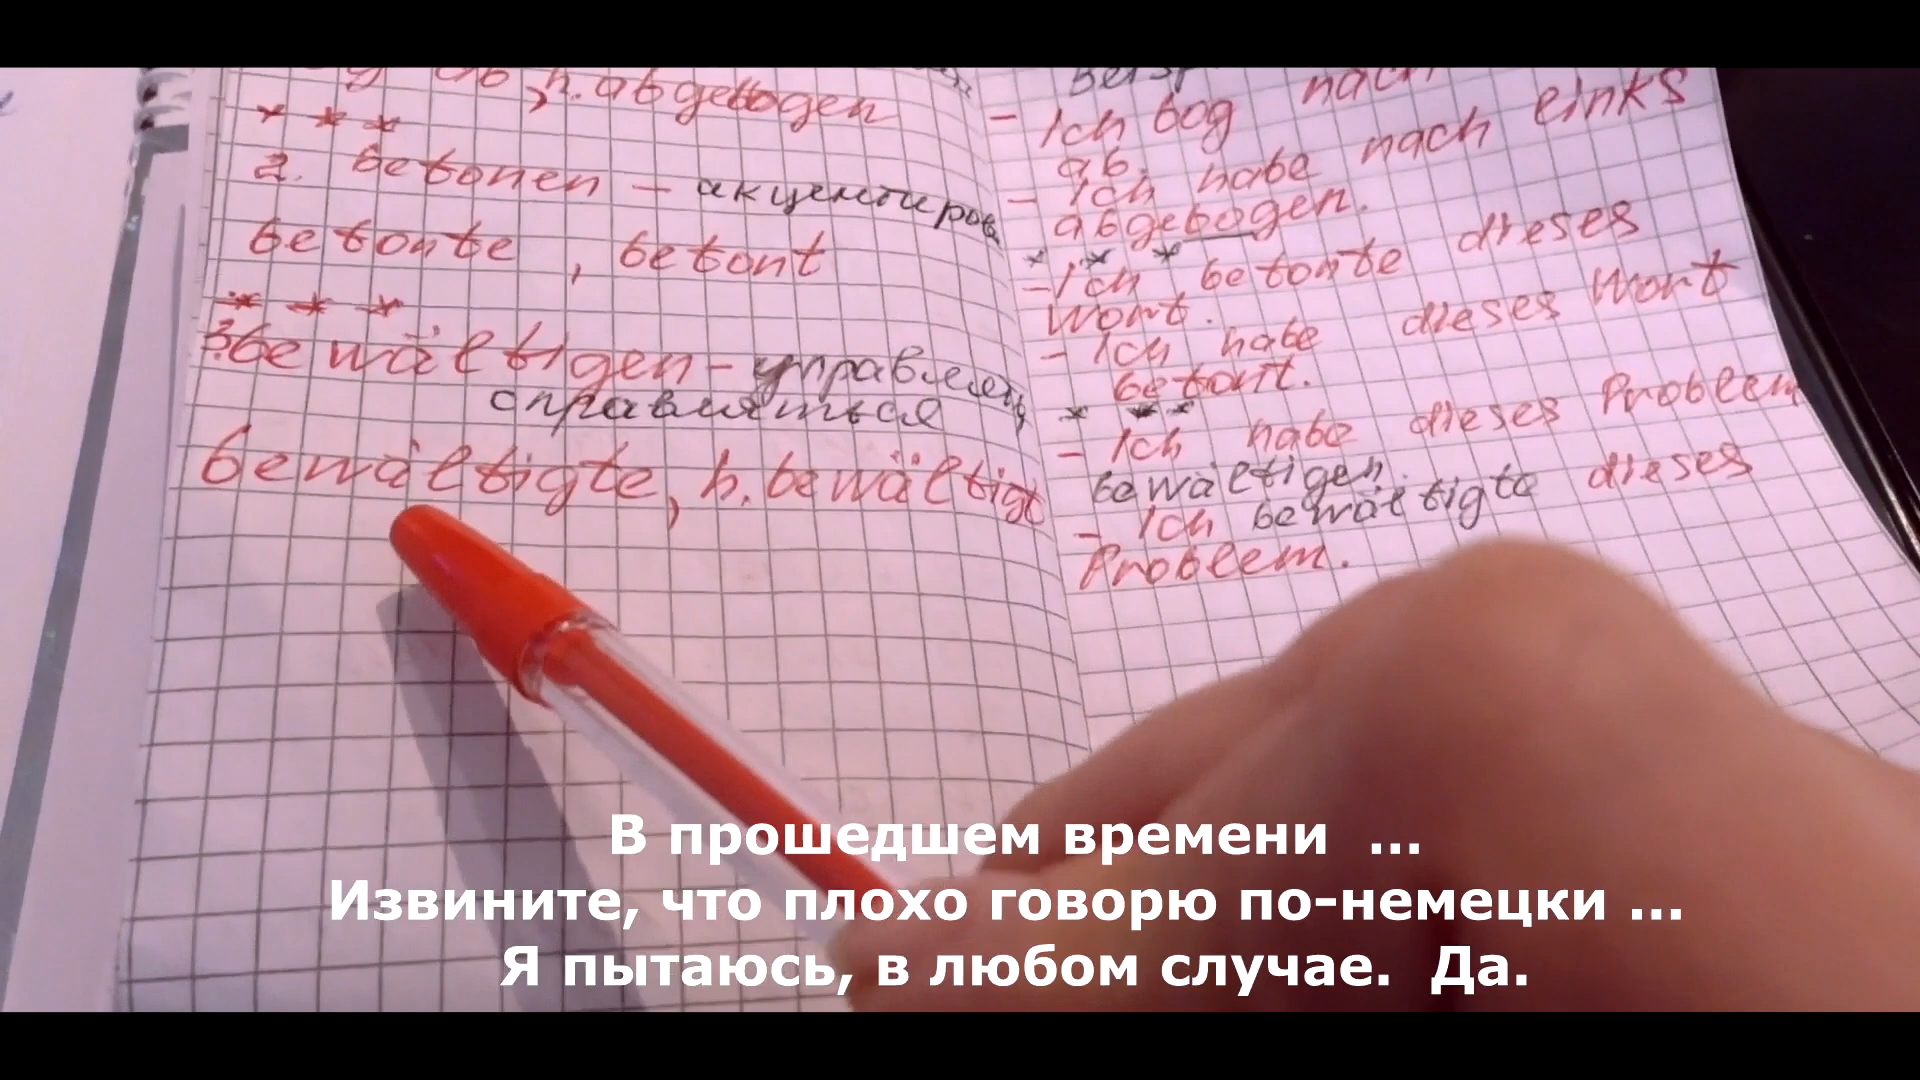 , h. abgebogen
* * *
2. betonen – акцентиров.
betonte, betont
* * *
3. bewältigen – управлять,
справляться
bewältigte, h. bewältigt
- Ich bog nach
ab.
- Ich habe nach links
abgebogen.
* * *
- Ich betonte dieses
Wort.
- Ich habe dieses Wort
betont.
* * *
- Ich habe dieses Problem
bewältigen.
- Ich bewältigte dieses
Problem.
В прошедшем времени ...
Извините, что плохо говорю по-немецки ...
Я пытаюсь, в любом случае. Да.